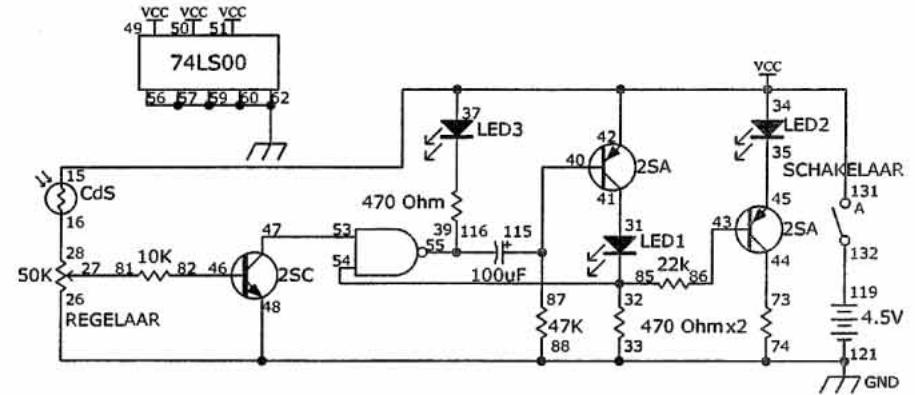 VCC VCC VCC
49 50 51
74LS00
56 57 59 60 62
VCC
37
LED3
34
LED2
35
42
40
2SA
41
SCHAKELAAR
131
A
132
15
CdS
16
470 Ohm
39
116 115
100uF
31
LED1
45
43
2SA
44
47
53
54
55
28
50K
27
26
REGELAAR
81
10K
82
46
2SC
48
85
22k
86
87
47K
88
32
470 Ohmx2
33
73
74
119
4.5V
121
GND